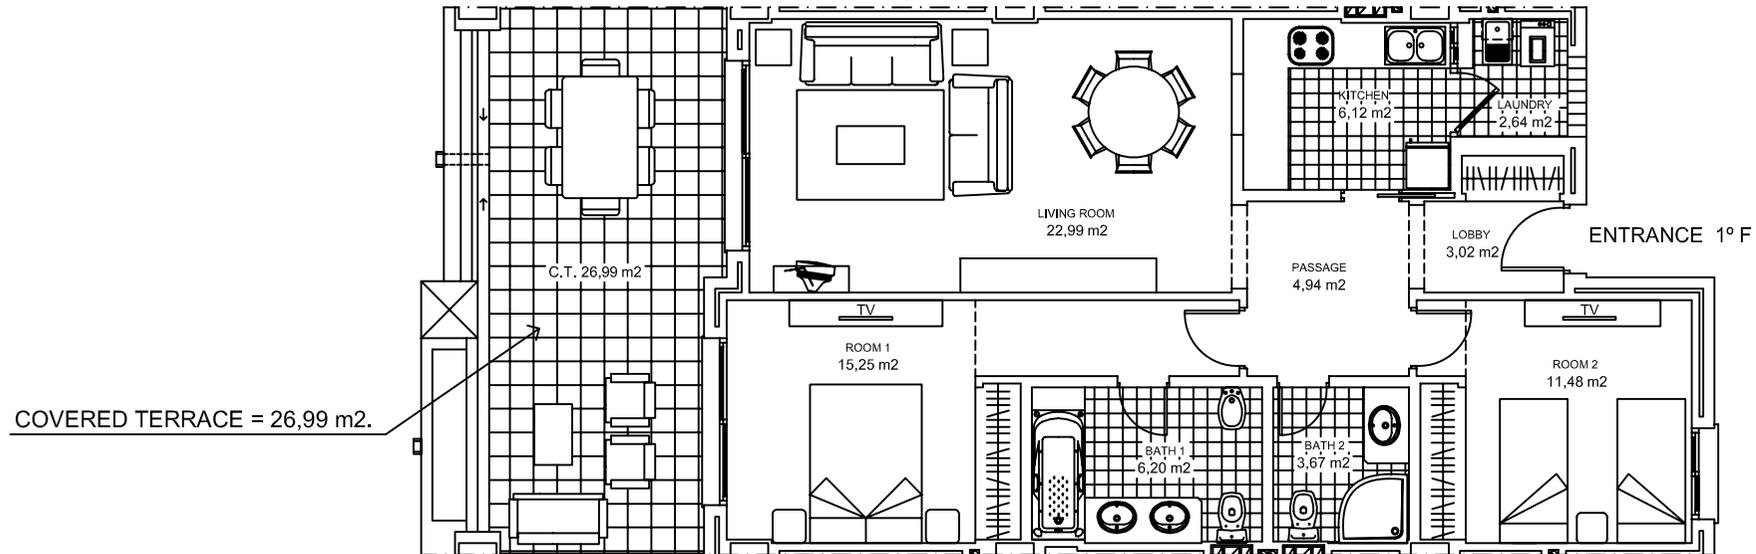 KITCHEN
6,12 m2
LAUNDRY
2,64 m2
LIVING ROOM
22,99 m2
LOBBY
3,02 m2
ENTRANCE 1º F
C.T. 26,99 m2
PASSAGE
4,94 m2
TV
TV
ROOM 1
15,25 m2
ROOM 2
11,48 m2
COVERED TERRACE = 26,99 m2.
BATH 1
6,20 m2
BATH 2
3,67 m2